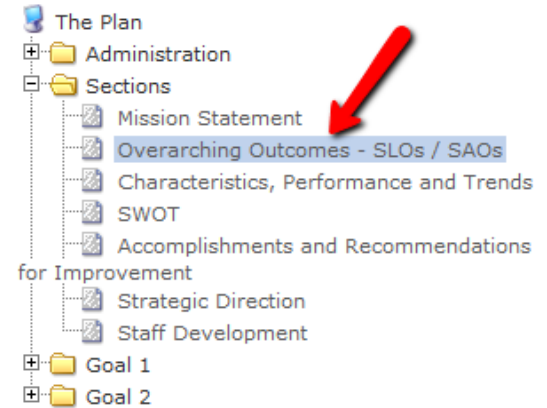 The Plan
Administration
Sections
Mission Statement
Overarching Outcomes - SLOs / SAOs
Characteristics, Performance and Trends
SWOT
Accomplishments and Recommendations
for Improvement
Strategic Direction
Staff Development
Goal 1
Goal 2